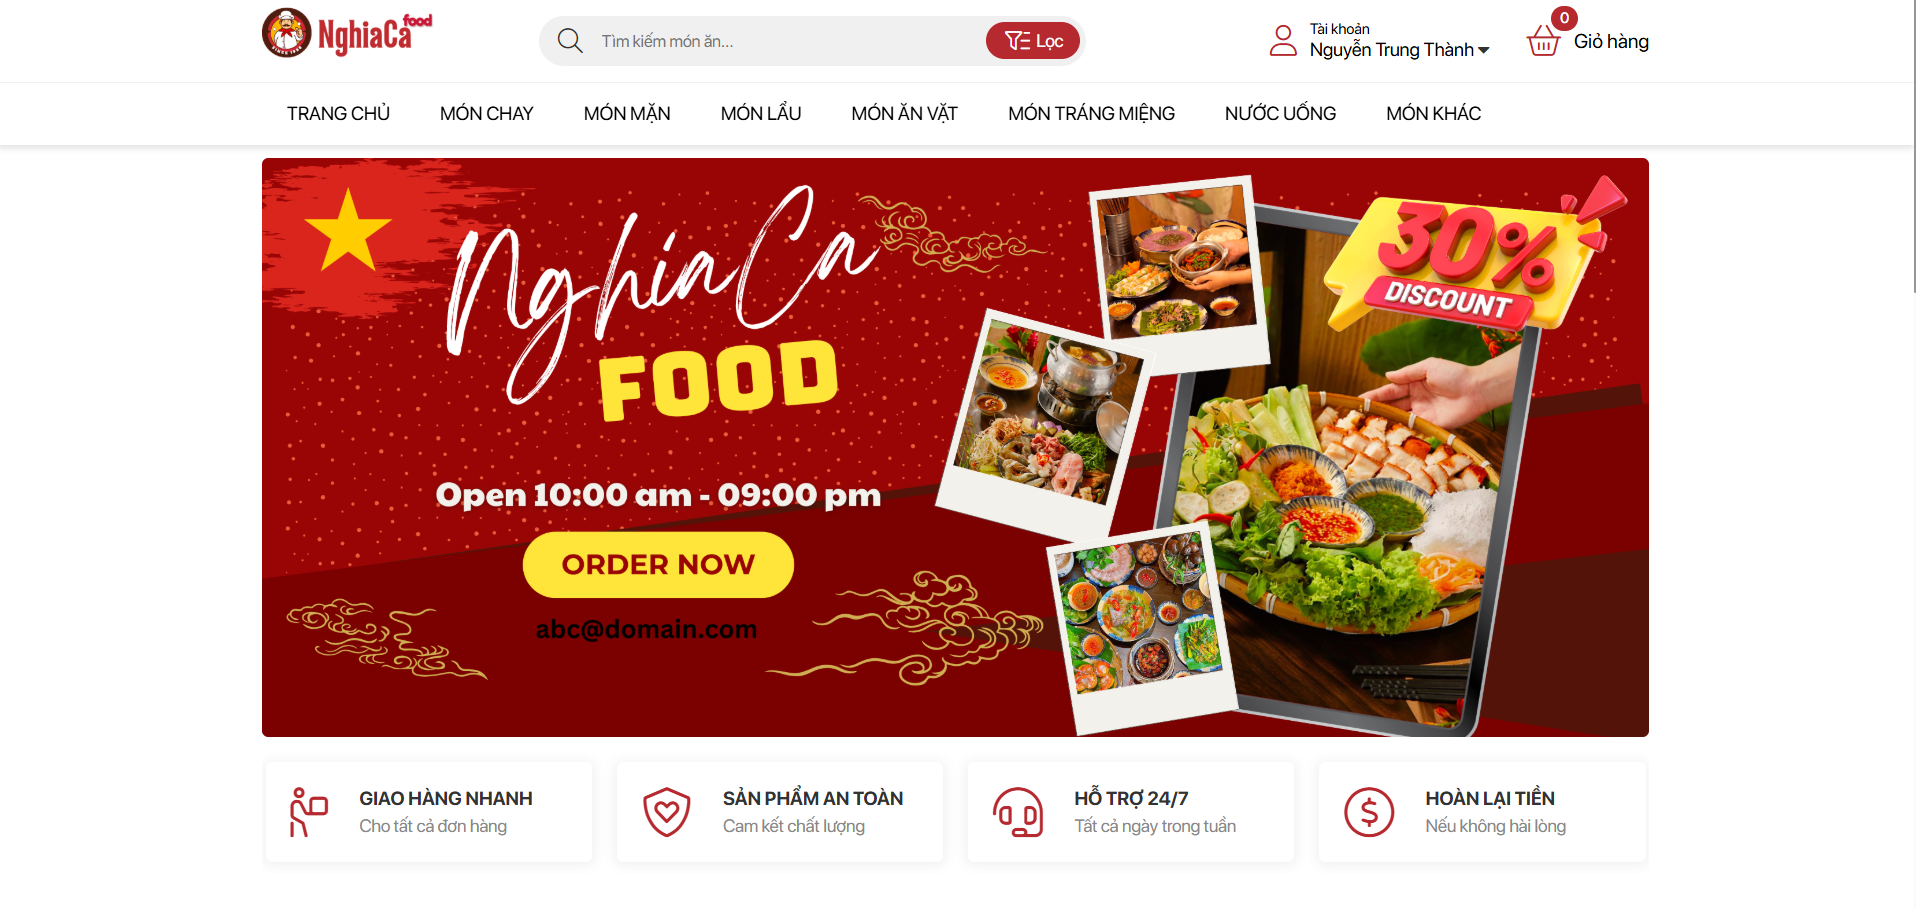 NghiaCa food
SINCE 1996
Tìm kiếm món ăn...
Lọc
Tài khoản
Nguyễn Trung Thành
0
Giỏ hàng
TRANG CHỦ MÓN CHAY MÓN MẶN MÓN LẨU MÓN ĂN VẶT MÓN TRÁNG MIỆNG NƯỚC UỐNG MÓN KHÁC
NghiaCa
FOOD
Open 10:00 am - 09:00 pm
ORDER NOW
abc@domain.com
30%
DISCOUNT
GIAO HÀNG NHANH
Cho tất cả đơn hàng
SẢN PHẨM AN TOÀN
Cam kết chất lượng
HỖ TRỢ 24/7
Tất cả ngày trong tuần
HOÀN LẠI TIỀN
Nếu không hài lòng